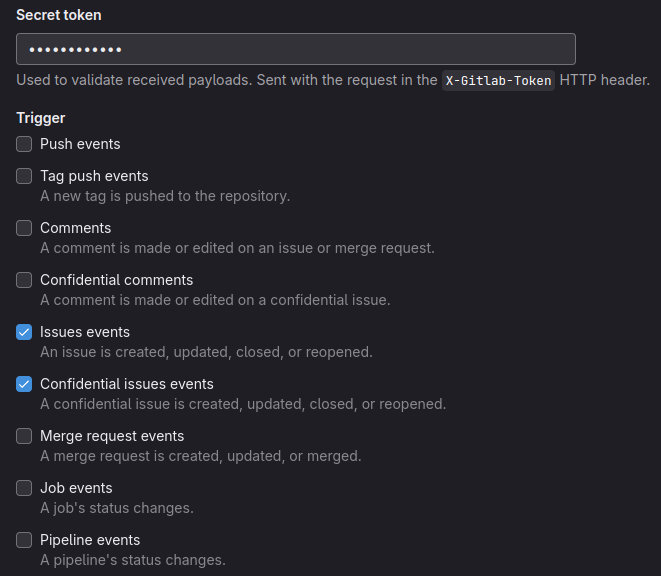 Secret token
••••••••••••
Used to validate received payloads. Sent with the request in the X-Gitlab-Token HTTP header.
Trigger
Push events
Tag push events
A new tag is pushed to the repository.
Comments
A comment is made or edited on an issue or merge request.
Confidential comments
A comment is made or edited on a confidential issue.
Issues events
An issue is created, updated, closed, or reopened.
Confidential issues events
A confidential issue is created, updated, closed, or reopened.
Merge request events
A merge request is created, updated, or merged.
Job events
A job's status changes.
Pipeline events
A pipeline's status changes.